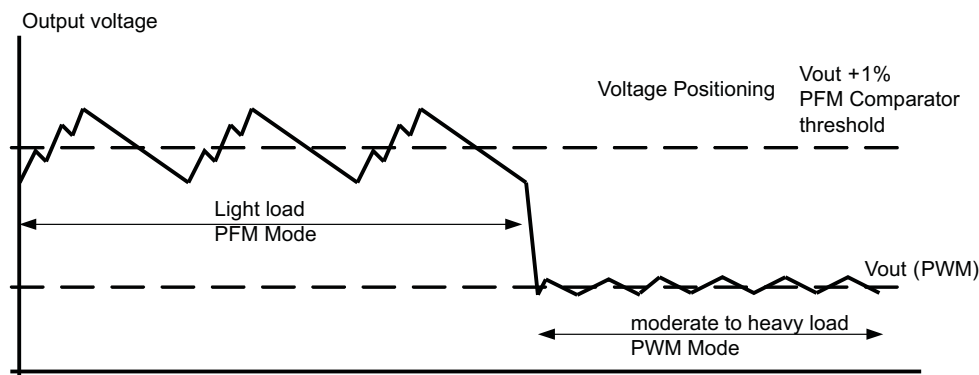 Output voltage
Voltage Positioning
Vout +1%
PFM Comparator
threshold
Light load
PFM Mode
Vout (PWM)
moderate to heavy load
PWM Mode